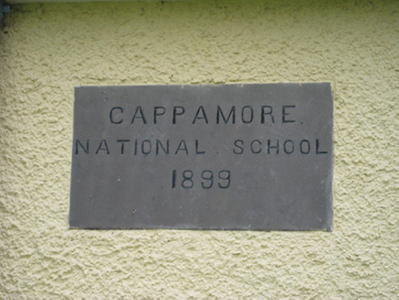 CAPPAMORE.
NATIONAL . SCHOOL
1899